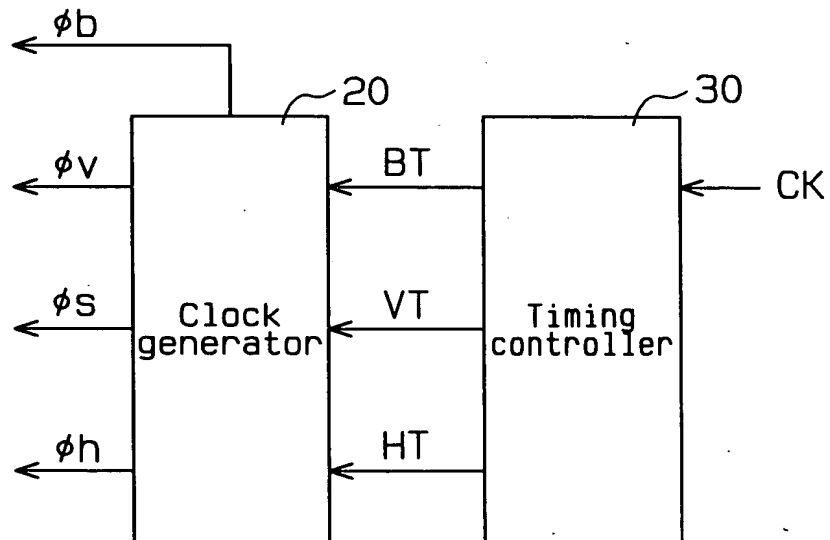 φb
20
30
φv
BT
CK
φs
VT
Clock
generator
Timing
controller
φh
HT